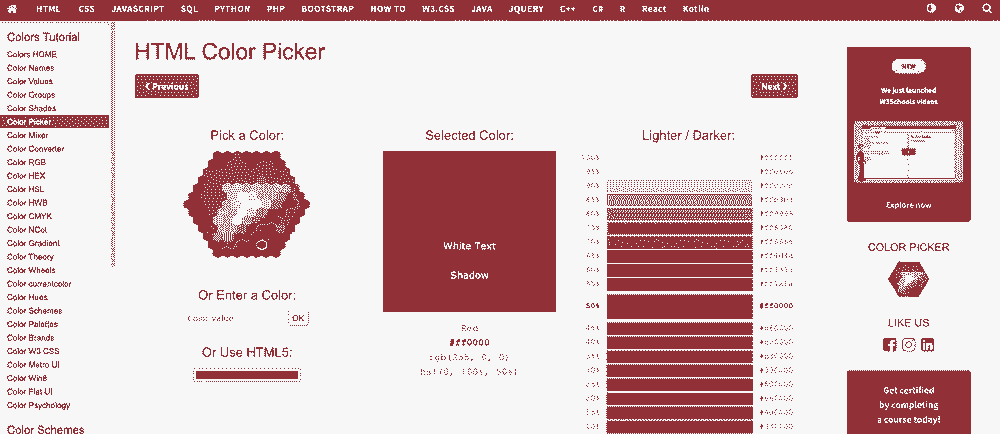 HTML CSS JAVASCRIPT SQL PYTHON PHP BOOTSTRAP HOW TO W3.CSS JAVA JQUERY C++ C# R React Kotlin
Colors Tutorial
Colors HOME
Color Names
Color Values
Color Groups
Color Shades
Color Picker
Color Mixer
Color Converter
Color RGB
Color HEX
Color HSL
Color HWB
Color CMYK
Color NCol
Color Gradient
Color Theory
Color Wheels
Color currentcolor
Color Hues
Color Schemes
Color Palettes
Color Brands
Color W3.CSS
Color Metro UI
Color Win8
Color Flat UI
Color Psychology
Color Schemes
HTML Color Picker
❮ Previous
Next ❯
Pick a Color:
Or Enter a Color:
Color value
OK
Or Use HTML5:
Selected Color:
White Text
Shadow
Red
#ff0000
rgb(255, 0, 0)
hsl(0, 100%, 50%)
Lighter / Darker:
50% #ff0000
NEW
We just launched
W3Schools videos
Explore now
COLOR PICKER
LIKE US
Get certified
by completing
a course today!